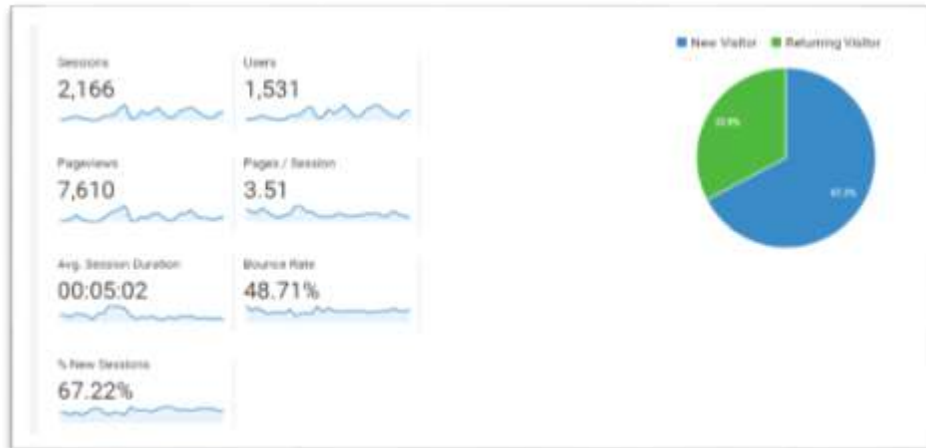 New Visitor Returning Visitor
Sessions Users
2,166 1,531
Pageviews Pages / Session
7,610 3.51
Avg. Session Duration Bounce Rate
00:05:02 48.71%
% New Sessions
67.22%